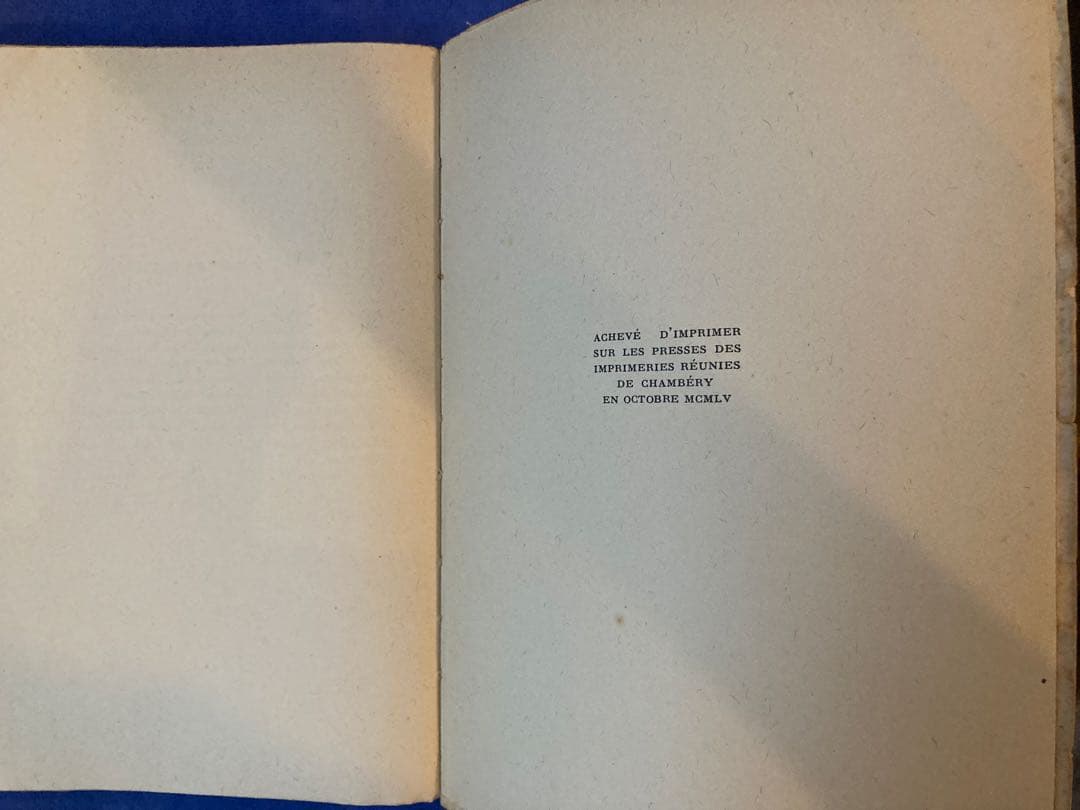 ACHEVÉ D'IMPRIMER
SUR LES PRESSES DES
IMPRIMERIES RÉUNIES
DE CHAMBÉRY
EN OCTOBRE MCMLV